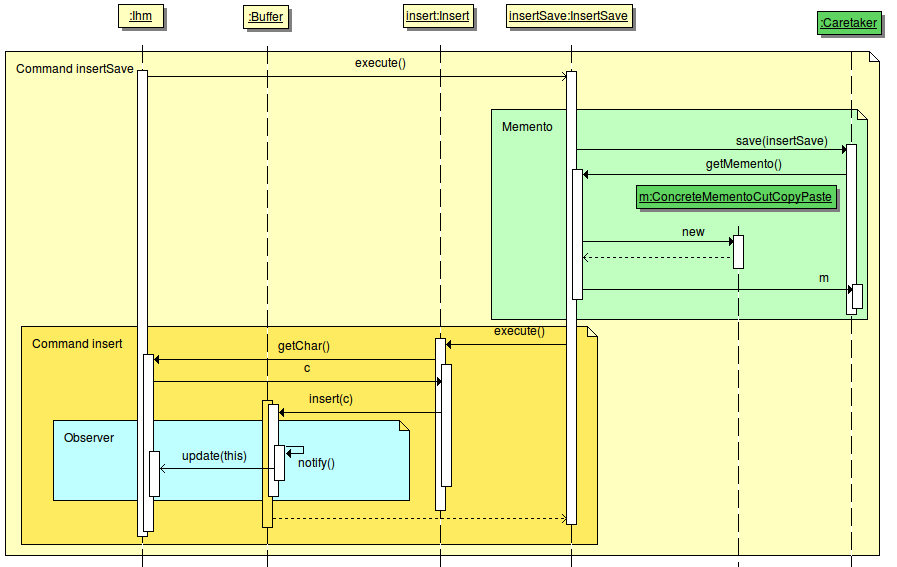 :Ihm
:Buffer
insert:Insert
insertSave:InsertSave
:Caretaker
Command insertSave
execute()
Memento
save(insertSave)
getMemento()
m:ConcreteMementoCutCopyPaste
new
m
Command insert
execute()
getChar()
c
insert(c)
Observer
update(this)
notify()